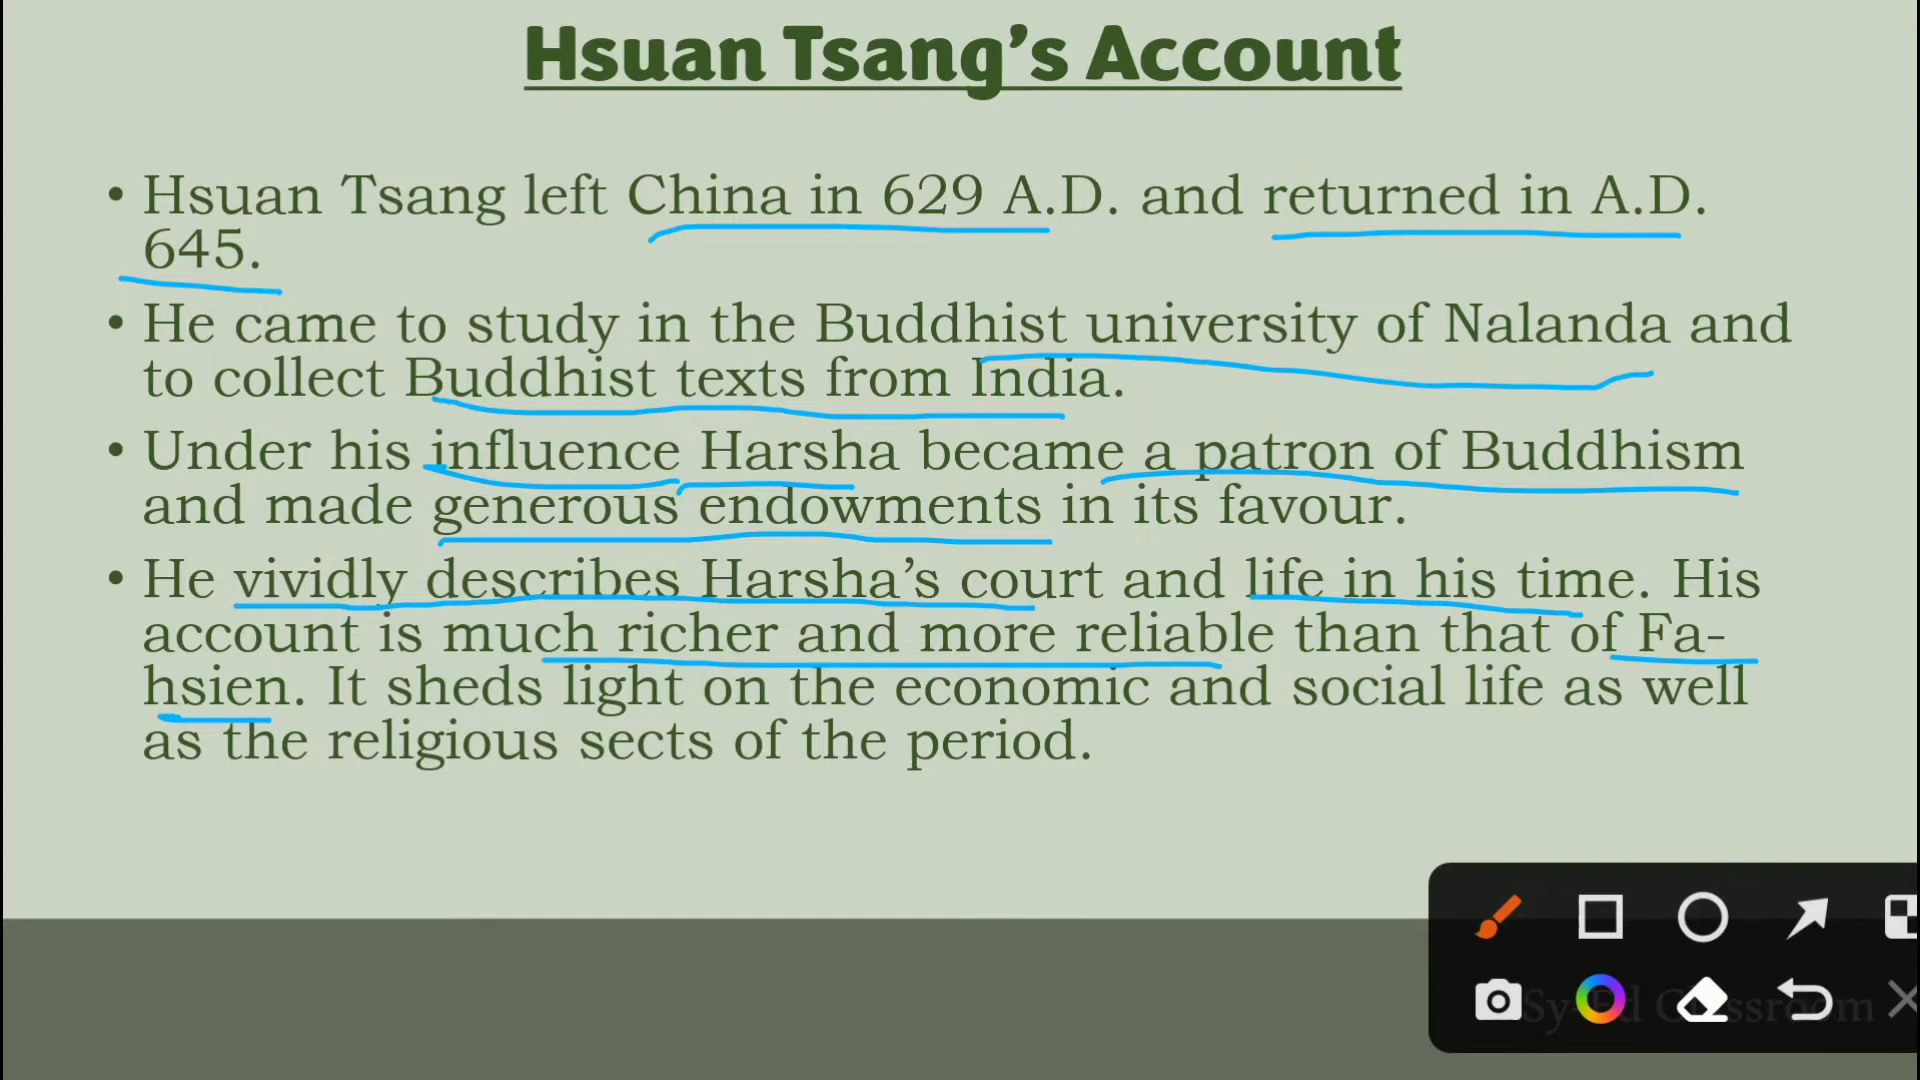 Hsuan Tsang’s Account
• Hsuan Tsang left China in 629 A.D. and returned in A.D.
645.
• He came to study in the Buddhist university of Nalanda and
to collect Buddhist texts from India.
• Under his influence Harsha became a patron of Buddhism
and made generous endowments in its favour.
• He vividly describes Harsha’s court and life in his time. His
account is much richer and more reliable than that of Fa-
hsien. It sheds light on the economic and social life as well
as the religious sects of the period.
Sy-Ed Classroom